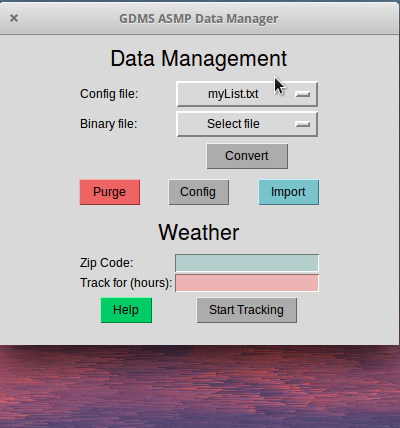 GDMS ASMP Data Manager
Data Management
Config file: myList.txt
Binary file: Select file
Convert
Purge Config Import
Weather
Zip Code:
Track for (hours):
Help Start Tracking